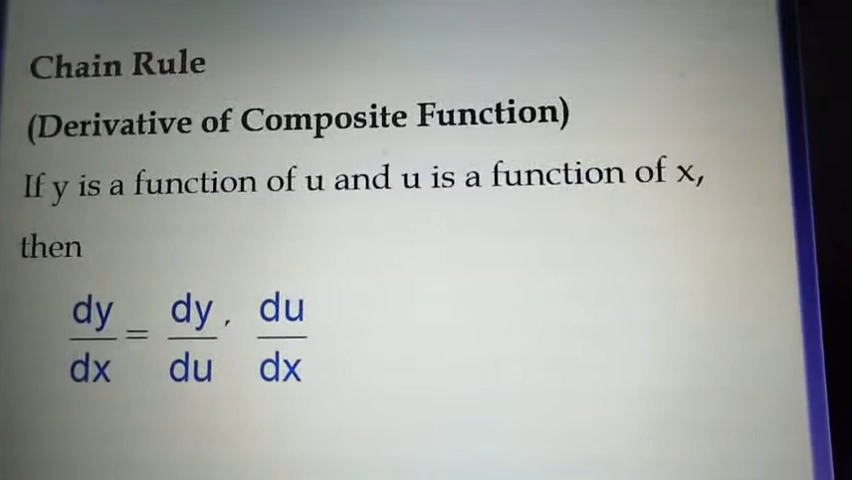 Chain Rule
(Derivative of Composite Function)
If y is a function of u and u is a function of x,
then
dy/dx = dy/du . du/dx